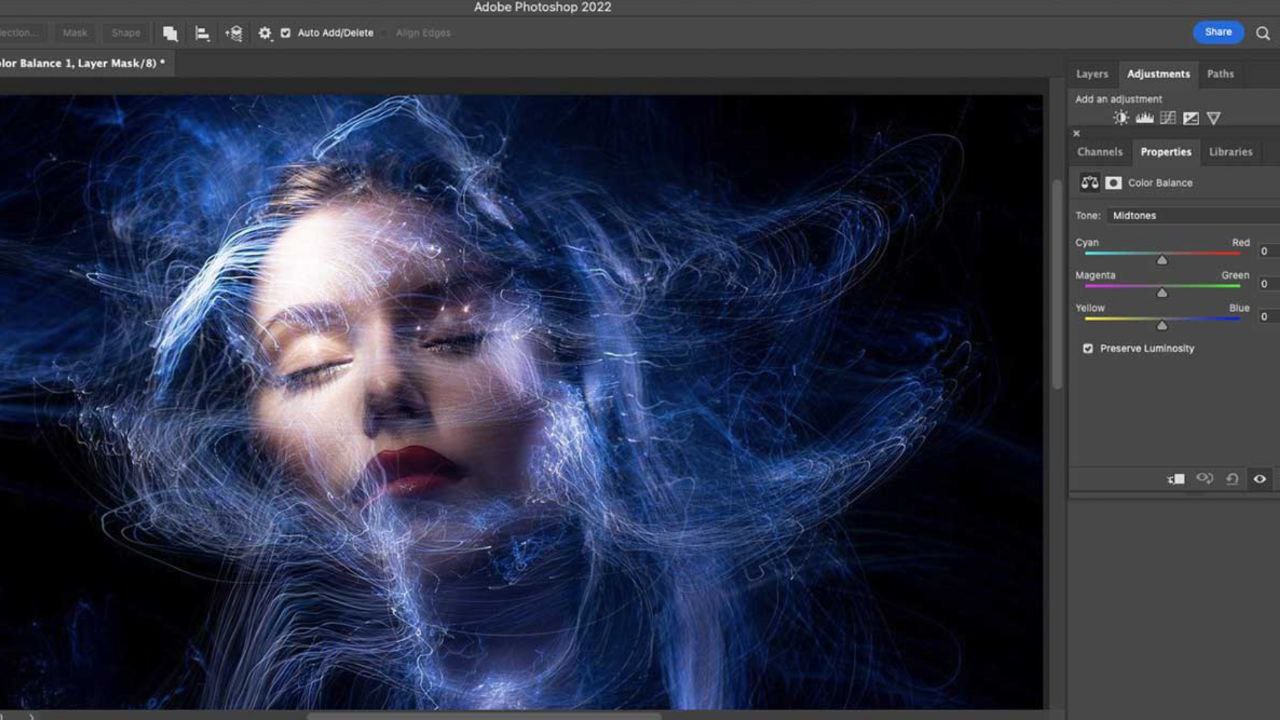 Adobe Photoshop 2022
lection... Mask Shape Auto Add/Delete Align Edges Share
olor Balance 1, Layer Mask/8) *
Layers Adjustments Paths
Add an adjustment
Channels Properties Libraries
Color Balance
Tone: Midtones
Cyan Red 0
Magenta Green 0
Yellow Blue 0
Preserve Luminosity